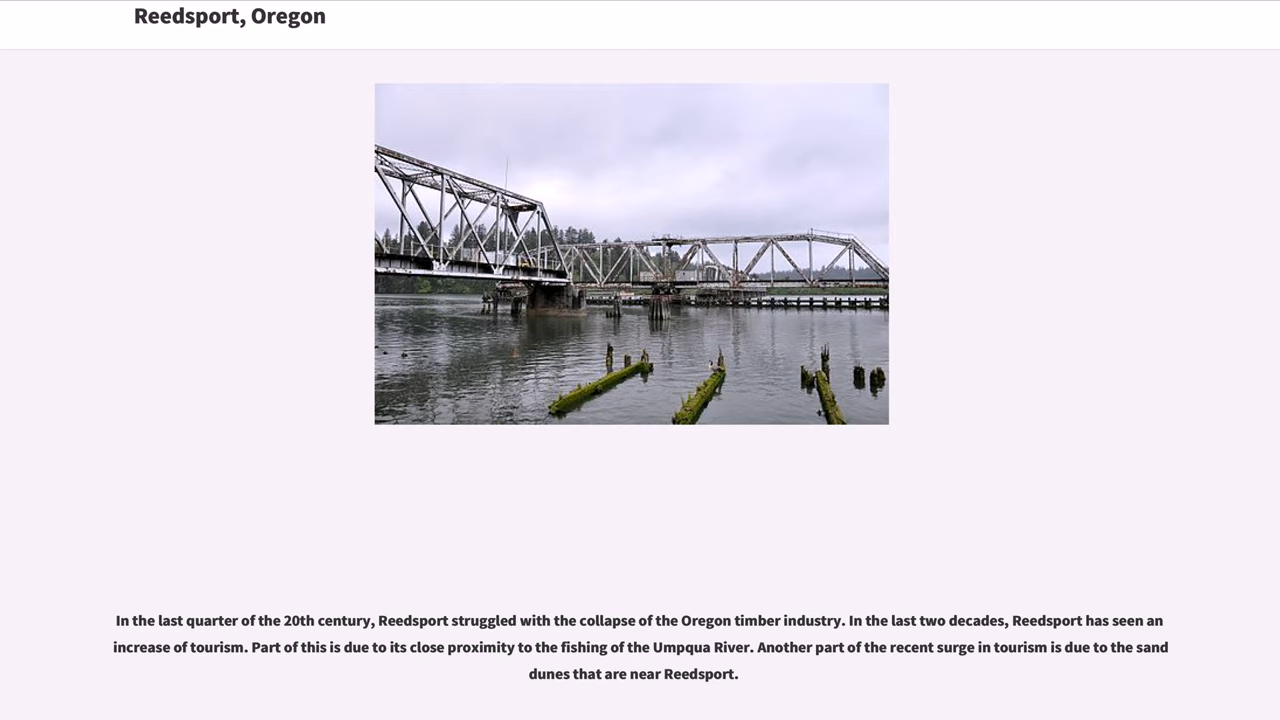 Reedsport, Oregon
In the last quarter of the 20th century, Reedsport struggled with the collapse of the Oregon timber industry. In the last two decades, Reedsport has seen an
increase of tourism. Part of this is due to its close proximity to the fishing of the Umpqua River. Another part of the recent surge in tourism is due to the sand
dunes that are near Reedsport.